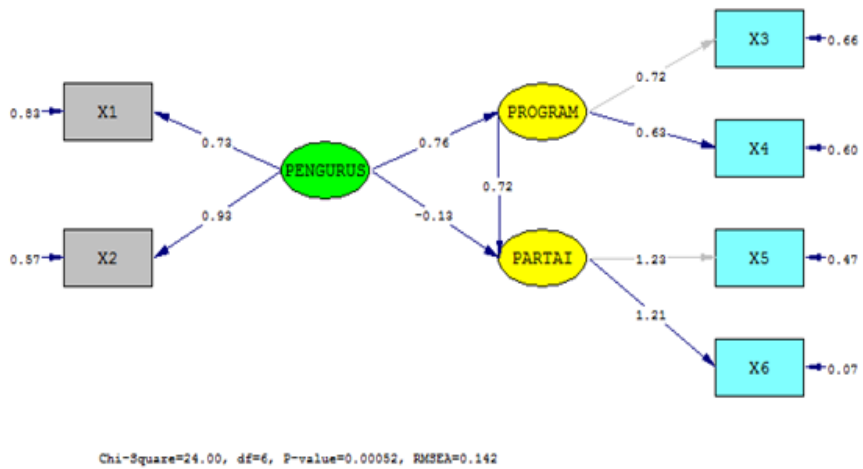 X3
0.66
0.72
0.83
X1
PROGRAM
0.73
0.76
0.63
X4
0.60
PENGURUS
0.72
0.93
-0.13
0.57
X2
PARTAI
1.23
X5
0.47
1.21
X6
0.07
Chi-Square=24.00, df=6, P-value=0.00052, RMSEA=0.142